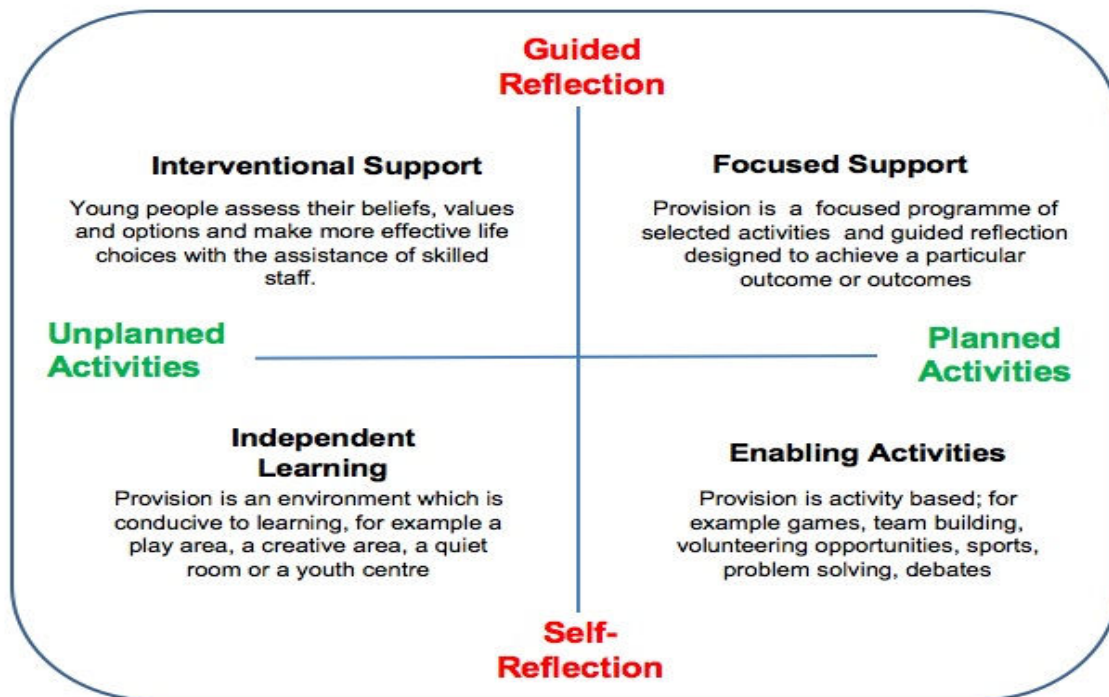 Guided
Reflection
Interventional Support
Young people assess their beliefs, values
and options and make more effective life
choices with the assistance of skilled
staff.
Focused Support
Provision is a focused programme of
selected activities and guided reflection
designed to achieve a particular
outcome or outcomes
Unplanned
Activities
Planned
Activities
Independent
Learning
Provision is an environment which is
conducive to learning, for example a
play area, a creative area, a quiet
room or a youth centre
Enabling Activities
Provision is activity based; for
example games, team building,
volunteering opportunities, sports,
problem solving, debates
Self-
Reflection